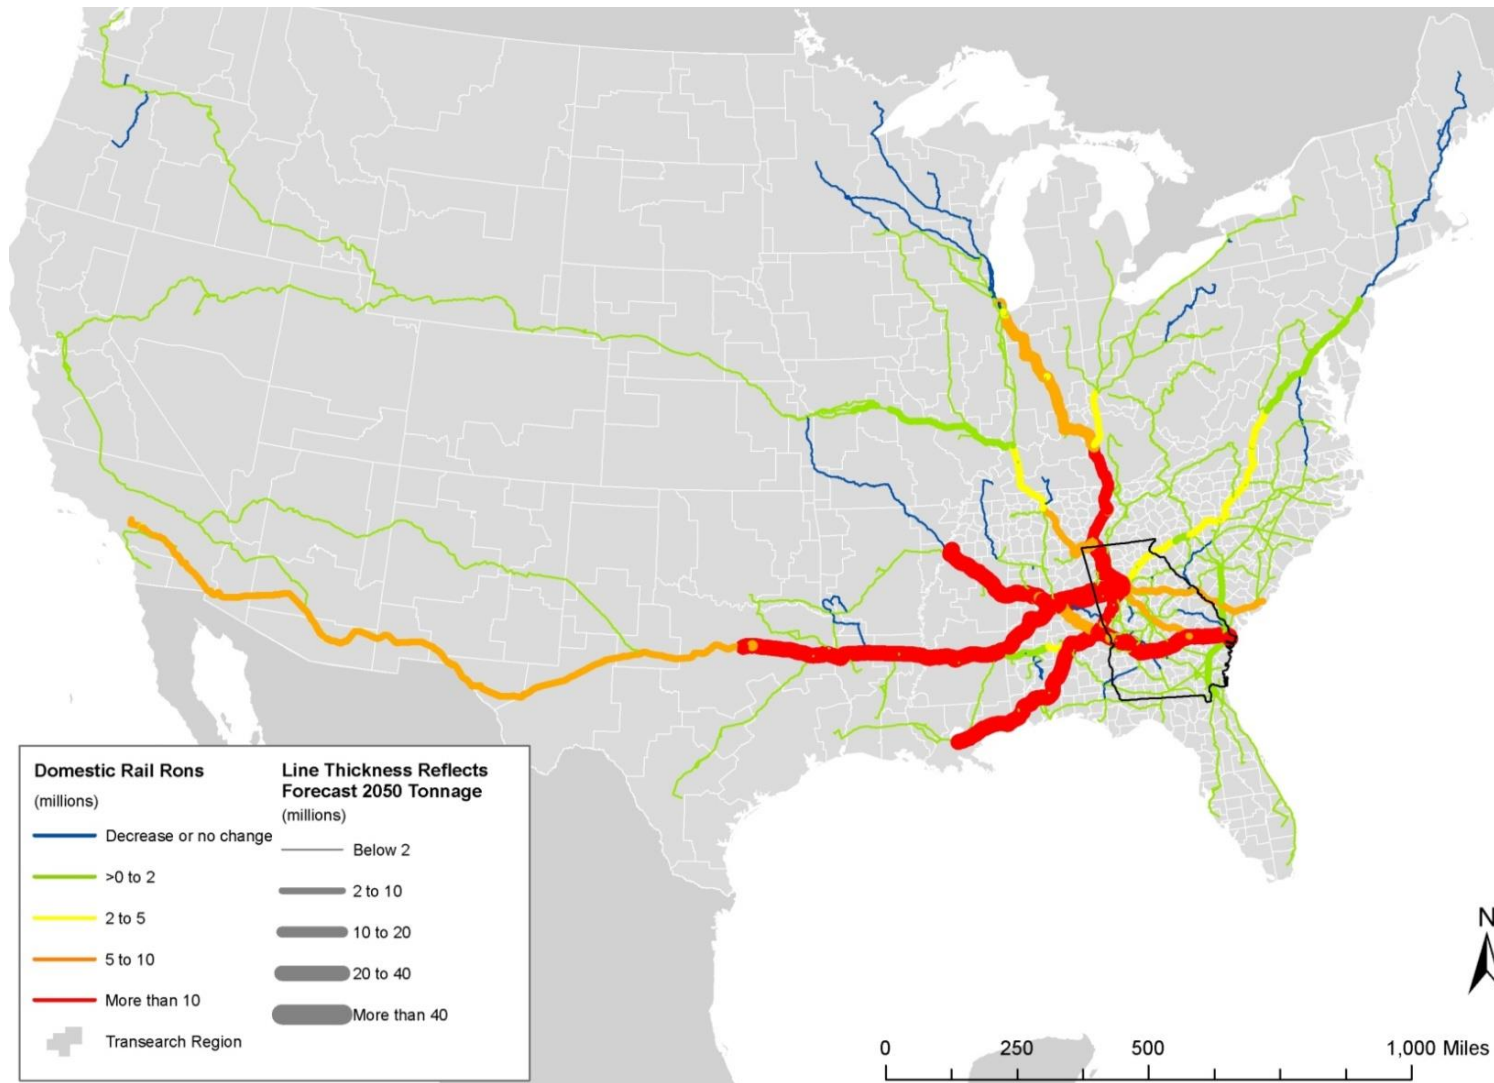 Domestic Rail Rons
(millions)
Decrease or no change
>0 to 2
2 to 5
5 to 10
More than 10
Transearch Region
Line Thickness Reflects
Forecast 2050 Tonnage
(millions)
Below 2
2 to 10
10 to 20
20 to 40
More than 40
N
0 250 500 1,000 Miles